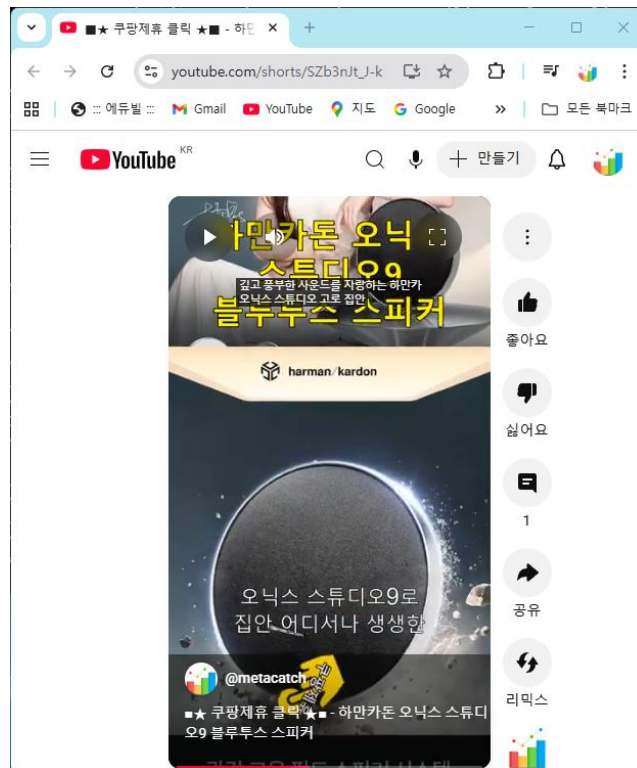 ■★ 쿠팡제휴 클릭 ★■ - 하만
youtube.com/shorts/SZb3nJt_J-k
::: 에듀빌 :::
Gmail
YouTube
지도
Google
»
모든 북마크
YouTube KR
만들기
하만카돈 오닉
스튜디오9
블루투스 스피커
깊고 풍부한 사운드를 자랑하는 하만카
오닉스 스튜디오 고로 집안
harman/kardon
좋아요
싫어요
1
공유
리믹스
오닉스 스튜디오9로
집안 어디서나 생생한
@metacatch
쿠팡제휴
■★ 쿠팡제휴 클릭 ★■ - 하만카돈 오닉스 스튜디
오9 블루투스 스피커